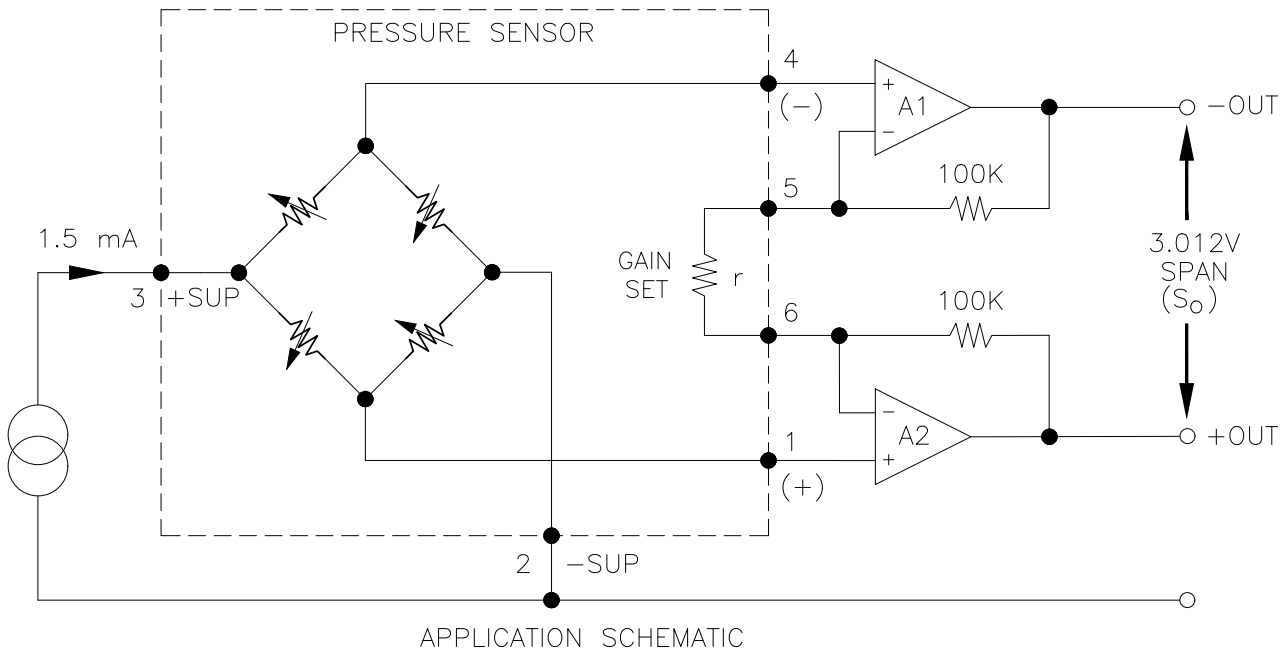 PRESSURE SENSOR
4
(-)
+
A1
-
-OUT
5
100K
1.5 mA
3 +SUP
GAIN
SET
r
3.012V
SPAN
(So)
6
100K
-
A2
+
+OUT
1
(+)
2 -SUP
APPLICATION SCHEMATIC